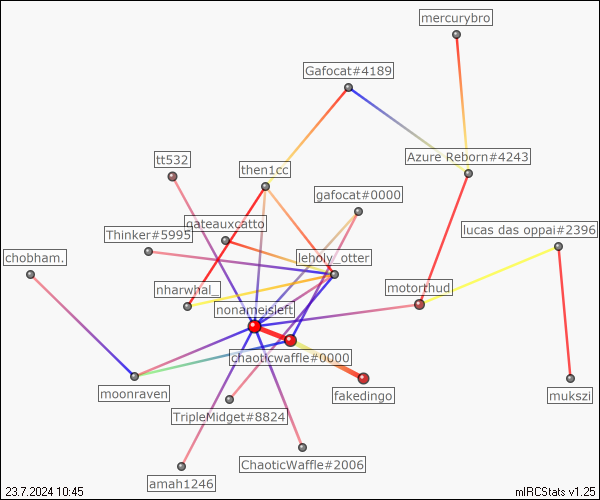 mercurybro
Gafocat#4189
Azure Reborn#4243
tt532
then1cc
gafocat#0000
gateauxcatto
Thinker#5995
lucas das oppai#2396
chobham.
leholy_otter
nharwhal_
motorthud
nonameisleft
chaoticwaffle#0000
moonraven
fakedingo
mukszi
TripleMidget#8824
ChaoticWaffle#2006
amah1246
23.7.2024 10:45
mIRCStats v1.25